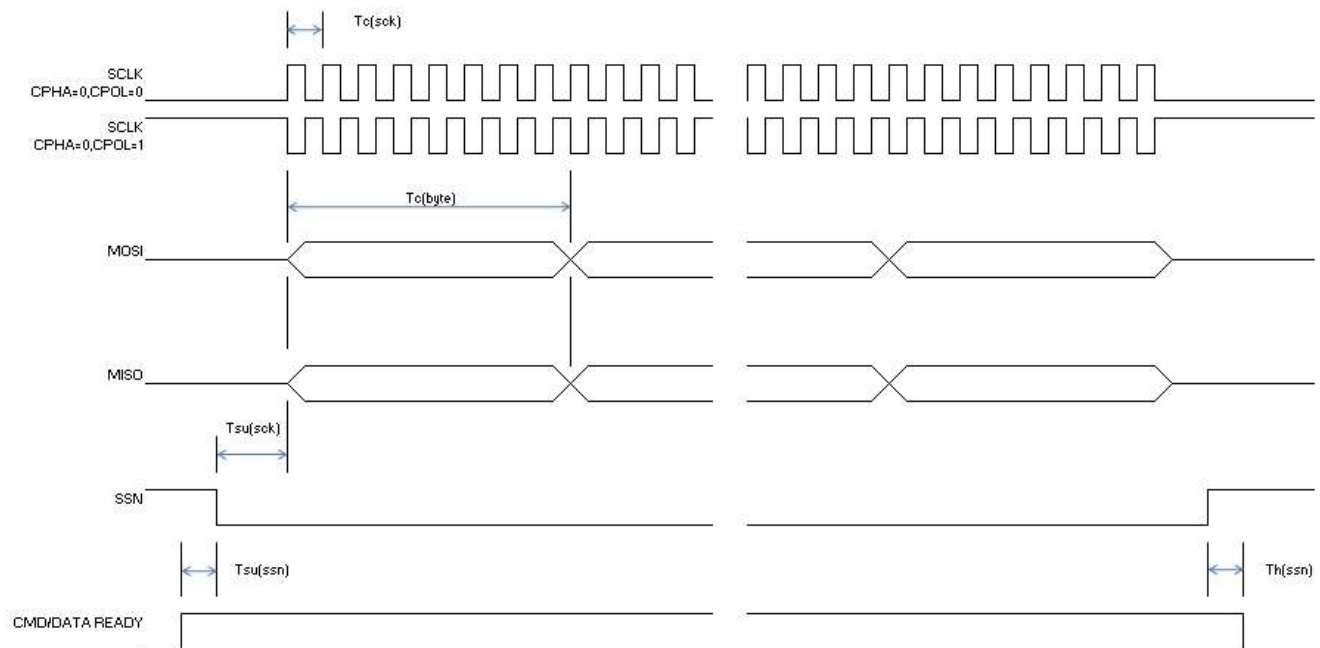 Tc(sck)
SCLK
CPHA=0,CPOL=0
SCLK
CPHA=0,CPOL=1
Tc(byte)
MOSI
MISO
Tsu(sck)
SSN
Tsu(ssn)
Th(ssn)
CMD/DATA READY